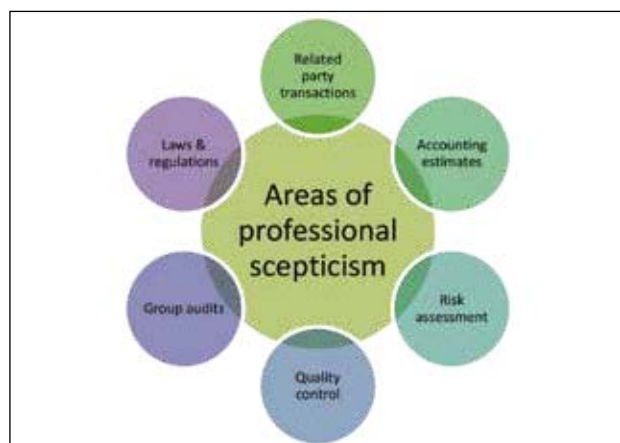 Related
party
transactions
Laws &
regulations
Accounting
estimates
Areas of
professional
scepticism
Group audits
Risk
assessment
Quality
control